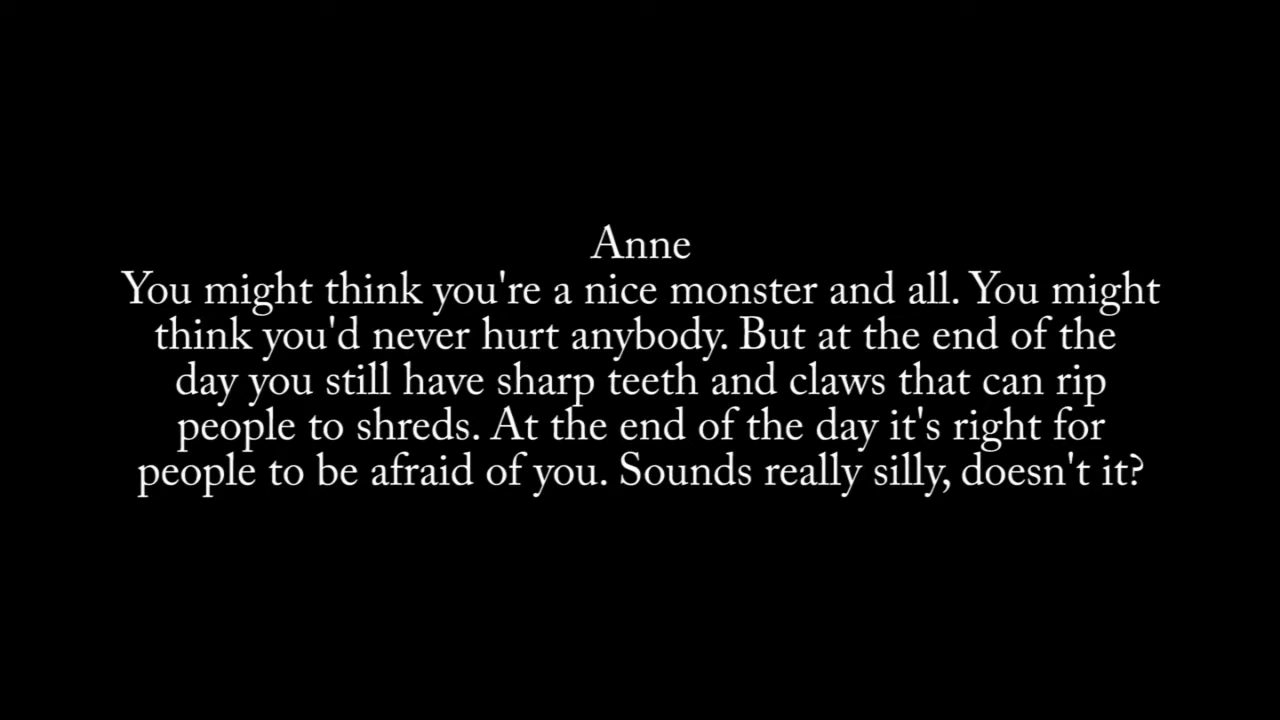 Anne
You might think you're a nice monster and all. You might
think you'd never hurt anybody. But at the end of the
day you still have sharp teeth and claws that can rip
people to shreds. At the end of the day it's right for
people to be afraid of you. Sounds really silly, doesn't it?